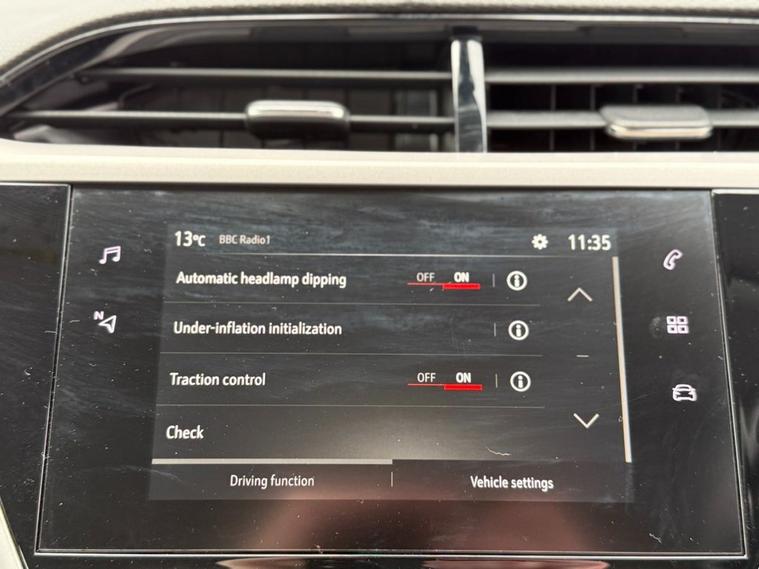 13°C BBC Radio1 11:35
Automatic headlamp dipping OFF ON
Under-inflation initialization
N
Traction control OFF ON
Check
Driving function Vehicle settings